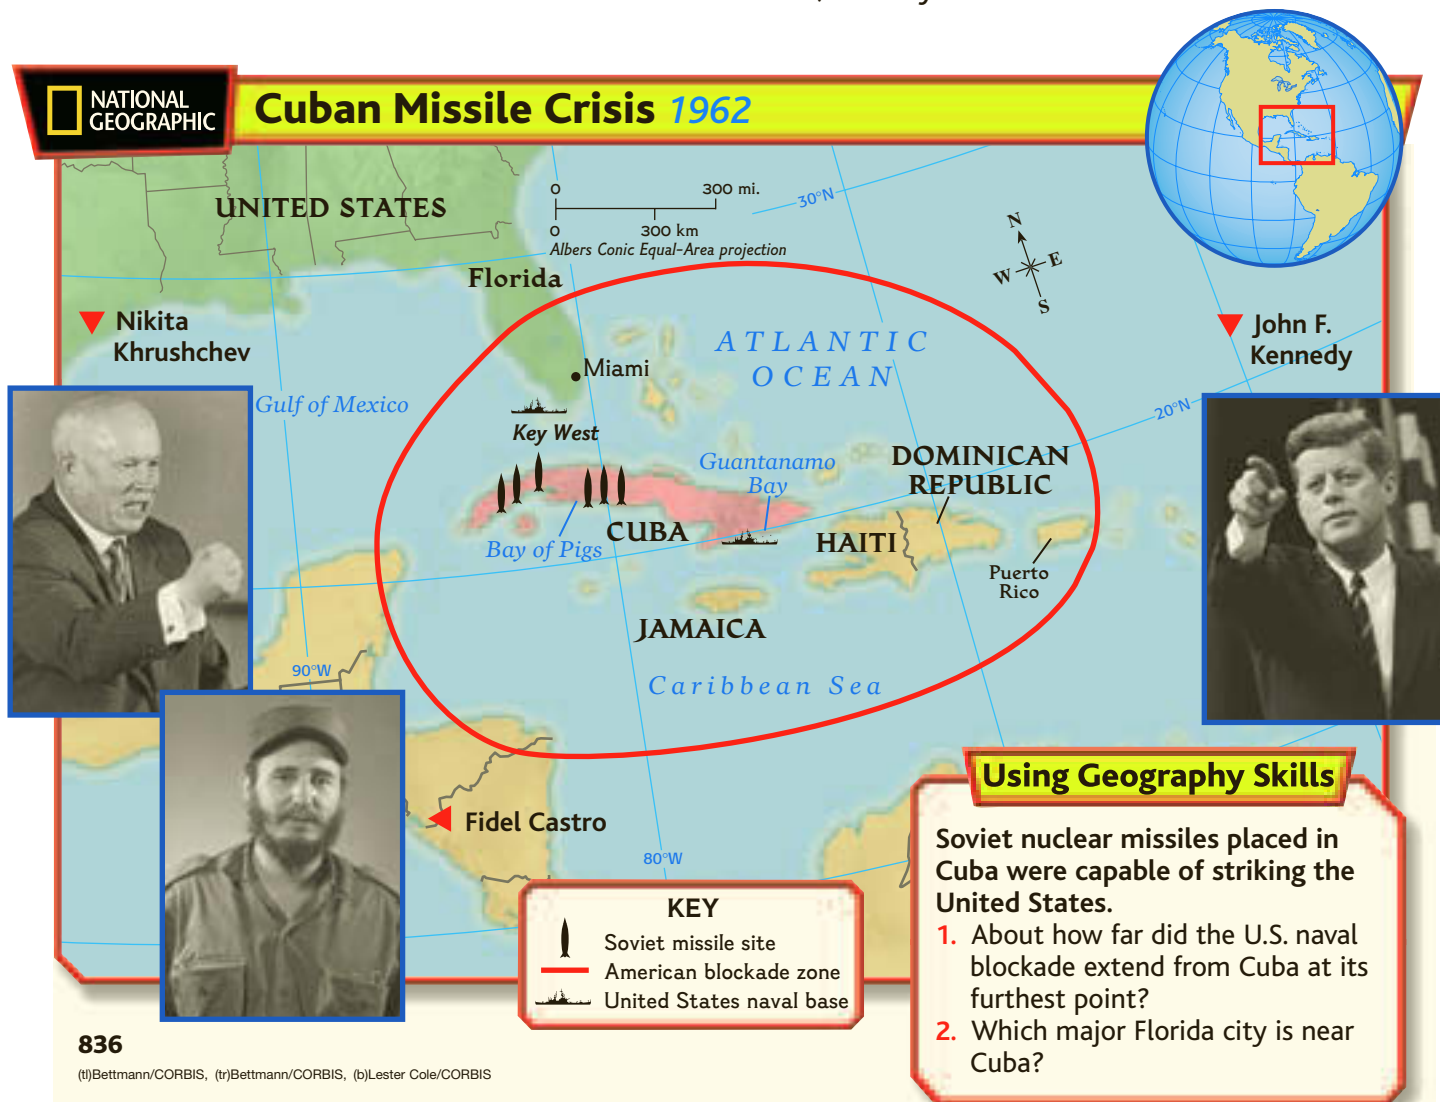 NATIONAL
GEOGRAPHIC
Cuban Missile Crisis 1962
UNITED STATES
0 300 mi.
0 300 km
Albers Conic Equal-Area projection
30°N
N
W E
S
Florida
Nikita
Khrushchev
John F.
Kennedy
ATLANTIC
OCEAN
Miami
Gulf of Mexico
20°N
Key West
Guantanamo
Bay
DOMINICAN
REPUBLIC
CUBA
Bay of Pigs
HAITI
Puerto
Rico
JAMAICA
90°W
Caribbean Sea
Fidel Castro
80°W
KEY
Soviet missile site
American blockade zone
United States naval base
Using Geography Skills
Soviet nuclear missiles placed in
Cuba were capable of striking the
United States.
1. About how far did the U.S. naval
blockade extend from Cuba at its
furthest point?
2. Which major Florida city is near
Cuba?
836
(tl)Bettmann/CORBIS, (tr)Bettmann/CORBIS, (b)Lester Cole/CORBIS